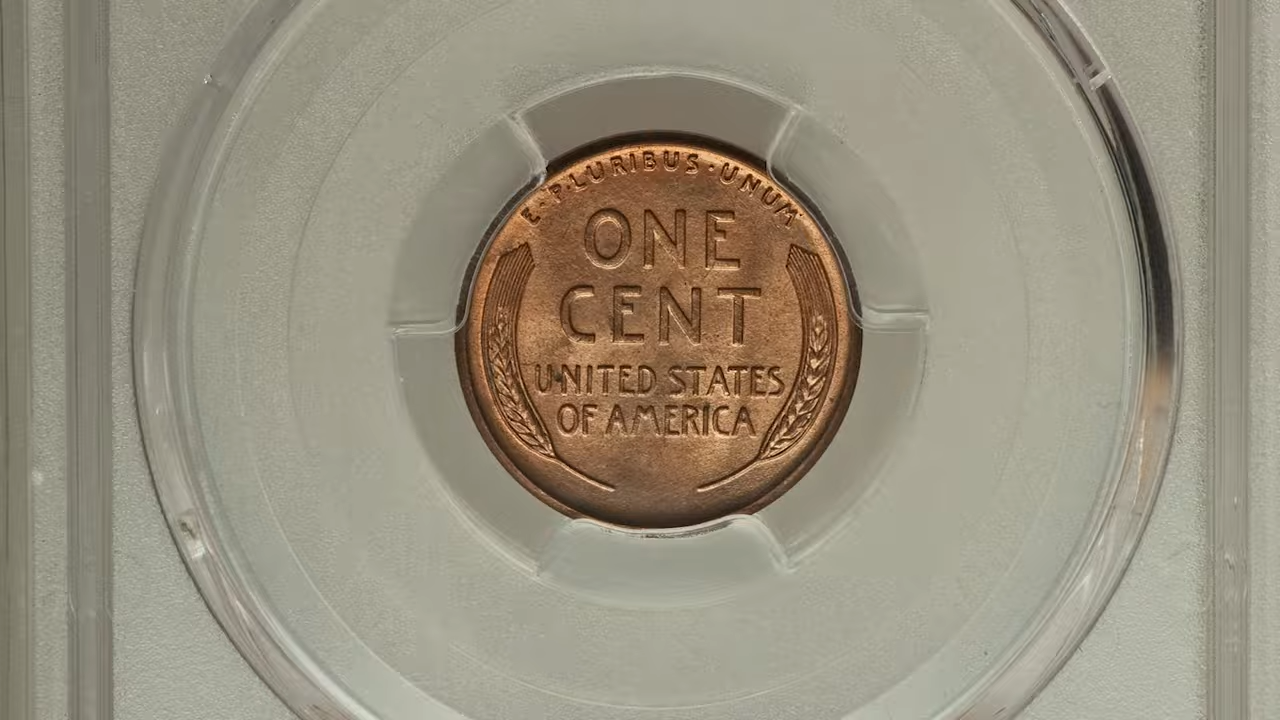 E·PLURIBUS·UNUM
ONE
CENT
UNITED STATES
OF AMERICA